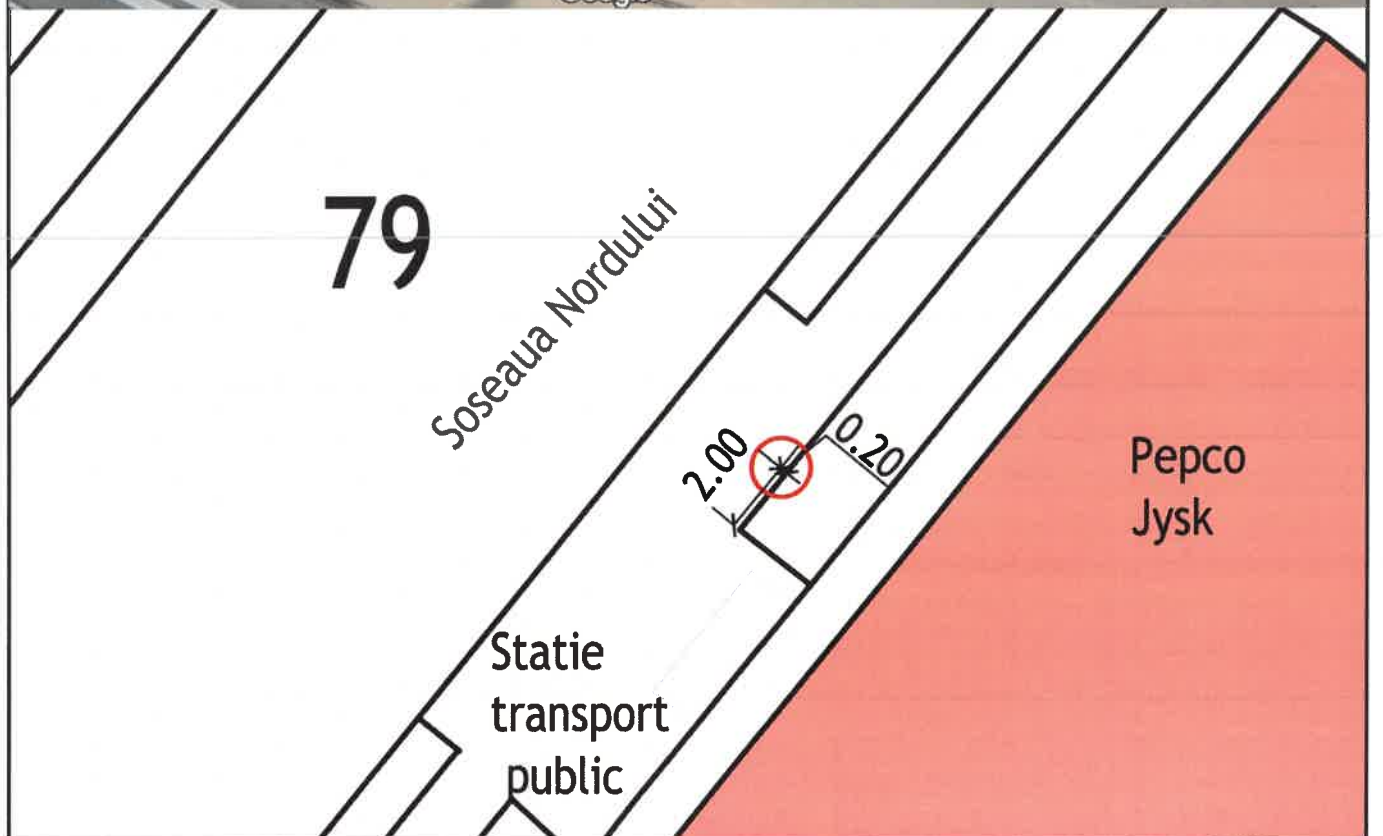 79
Soseaua Nordului
2.00
0.20
Pepco
Jysk
Statie
transport
public